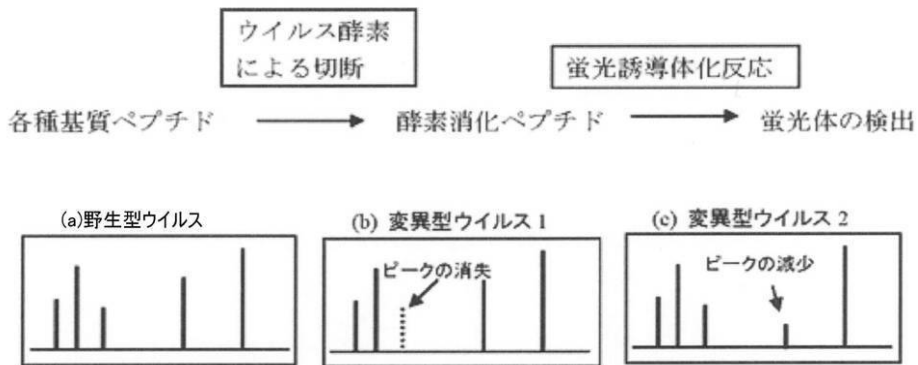 ウイルス酵素
による切断
蛍光誘導体化反応
各種基質ペプチド
酵素消化ペプチド
蛍光体の検出
(a)野生型ウイルス
(b) 変異型ウイルス 1
(c) 変異型ウイルス 2
ピークの消失
ピークの減少